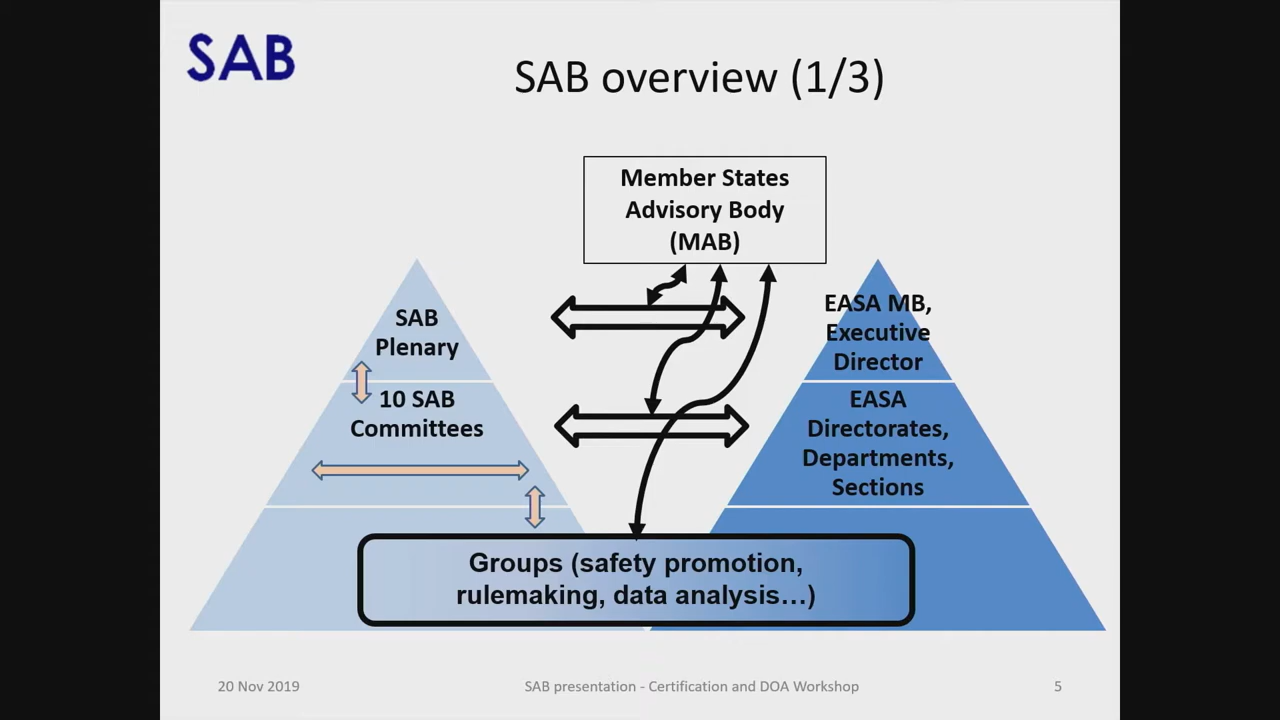 SAB
SAB overview (1/3)
Member States
Advisory Body
(MAB)
SAB
Plenary
10 SAB
Committees
EASA MB,
Executive
Director
EASA
Directorates,
Departments,
Sections
Groups (safety promotion,
rulemaking, data analysis…)
20 Nov 2019
SAB presentation - Certification and DOA Workshop
5